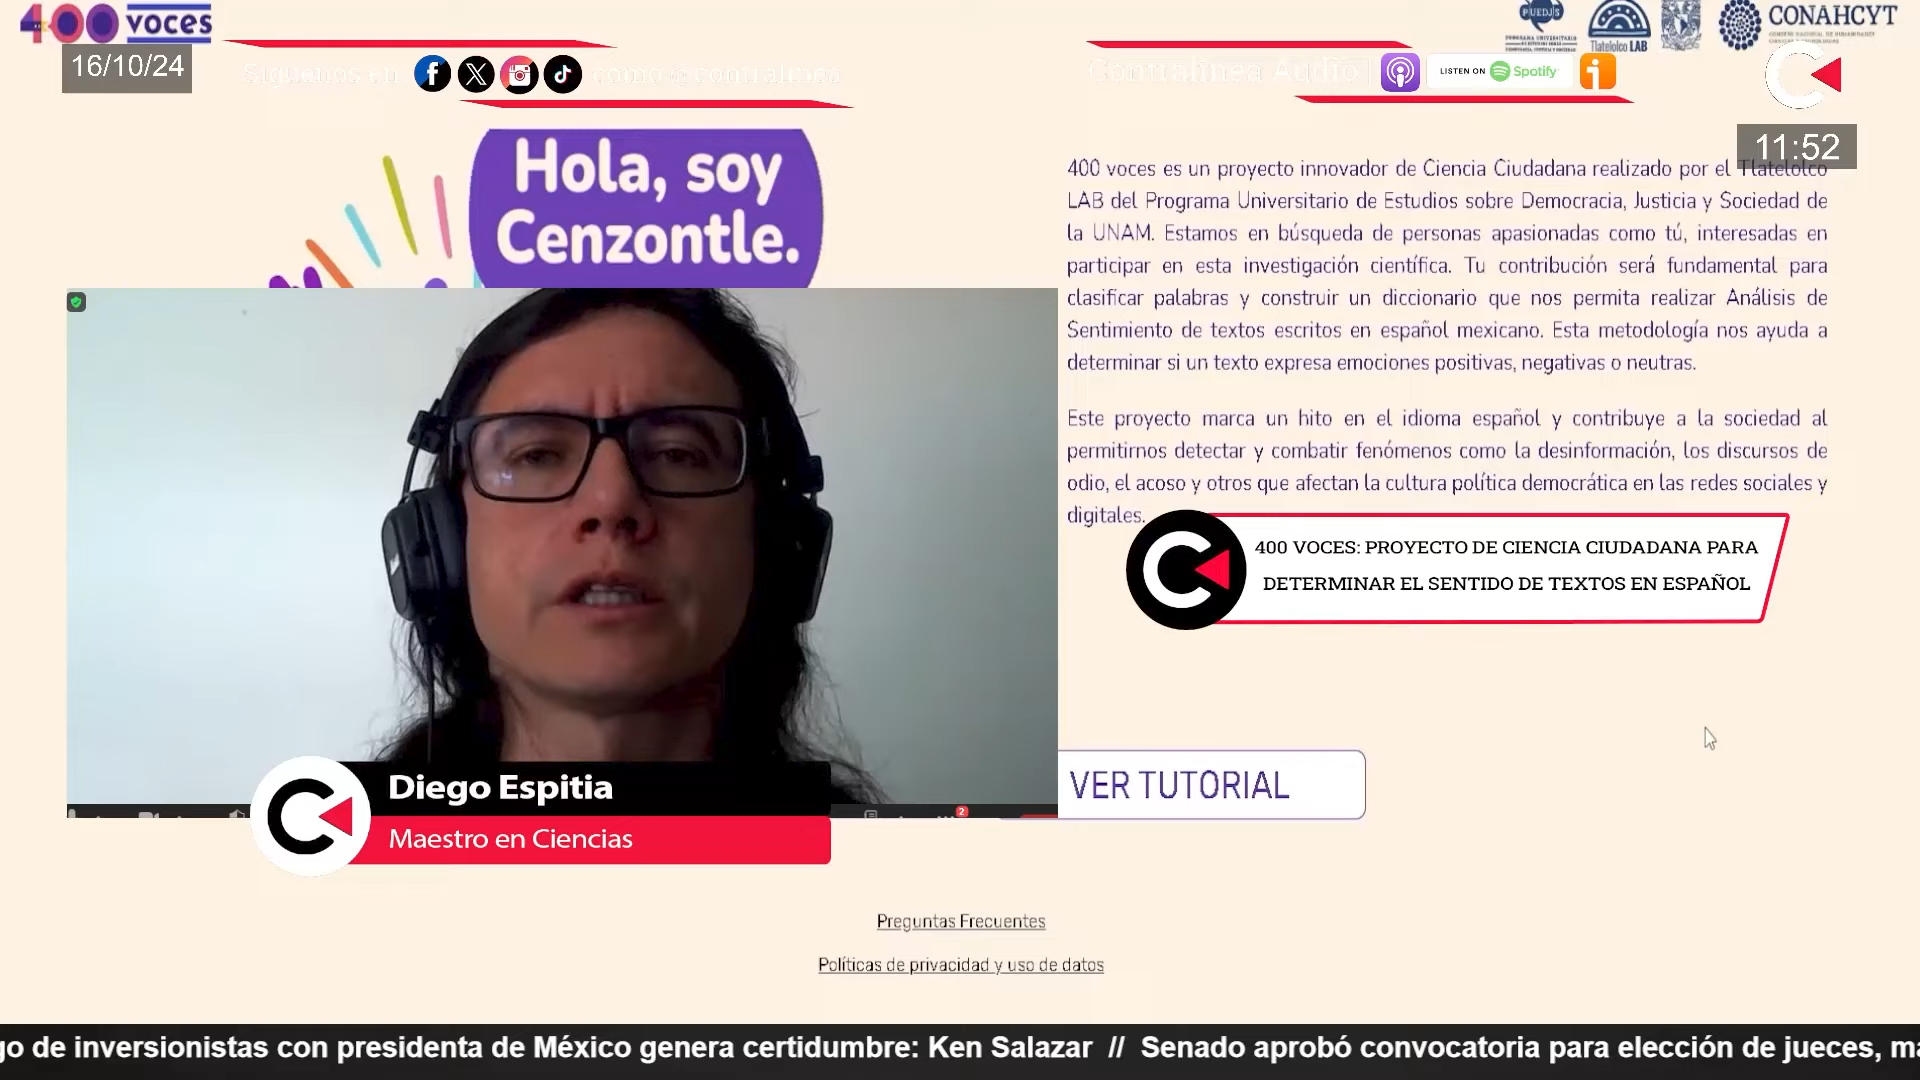 400 voces
CONAHCYT
Tlatelolco LAB
16/10/24
Síguenos en
como @contralinea
Contralínea Audio
LISTEN ON Spotify
11:52
Hola, soy
Cenzontle.
400 voces es un proyecto innovador de Ciencia Ciudadana realizado por el Tlatelolco
LAB del Programa Universitario de Estudios sobre Democracia, Justicia y Sociedad de
la UNAM. Estamos en búsqueda de personas apasionadas como tú, interesadas en
participar en esta investigación científica. Tu contribución será fundamental para
clasificar palabras y construir un diccionario que nos permita realizar Análisis de
Sentimiento de textos escritos en español mexicano. Esta metodología nos ayuda a
determinar si un texto expresa emociones positivas, negativas o neutras.
Este proyecto marca un hito en el idioma español y contribuye a la sociedad al
permitirnos detectar y combatir fenómenos como la desinformación, los discursos de
odio, el acoso y otros que afectan la cultura política democrática en las redes sociales y
digitales.
400 VOCES: PROYECTO DE CIENCIA CIUDADANA PARA
DETERMINAR EL SENTIDO DE TEXTOS EN ESPAÑOL
Diego Espitia
Maestro en Ciencias
2
VER TUTORIAL
Preguntas Frecuentes
Políticas de privacidad y uso de datos
go de inversionistas con presidenta de México genera certidumbre: Ken Salazar // Senado aprobó convocatoria para elección de jueces, ma